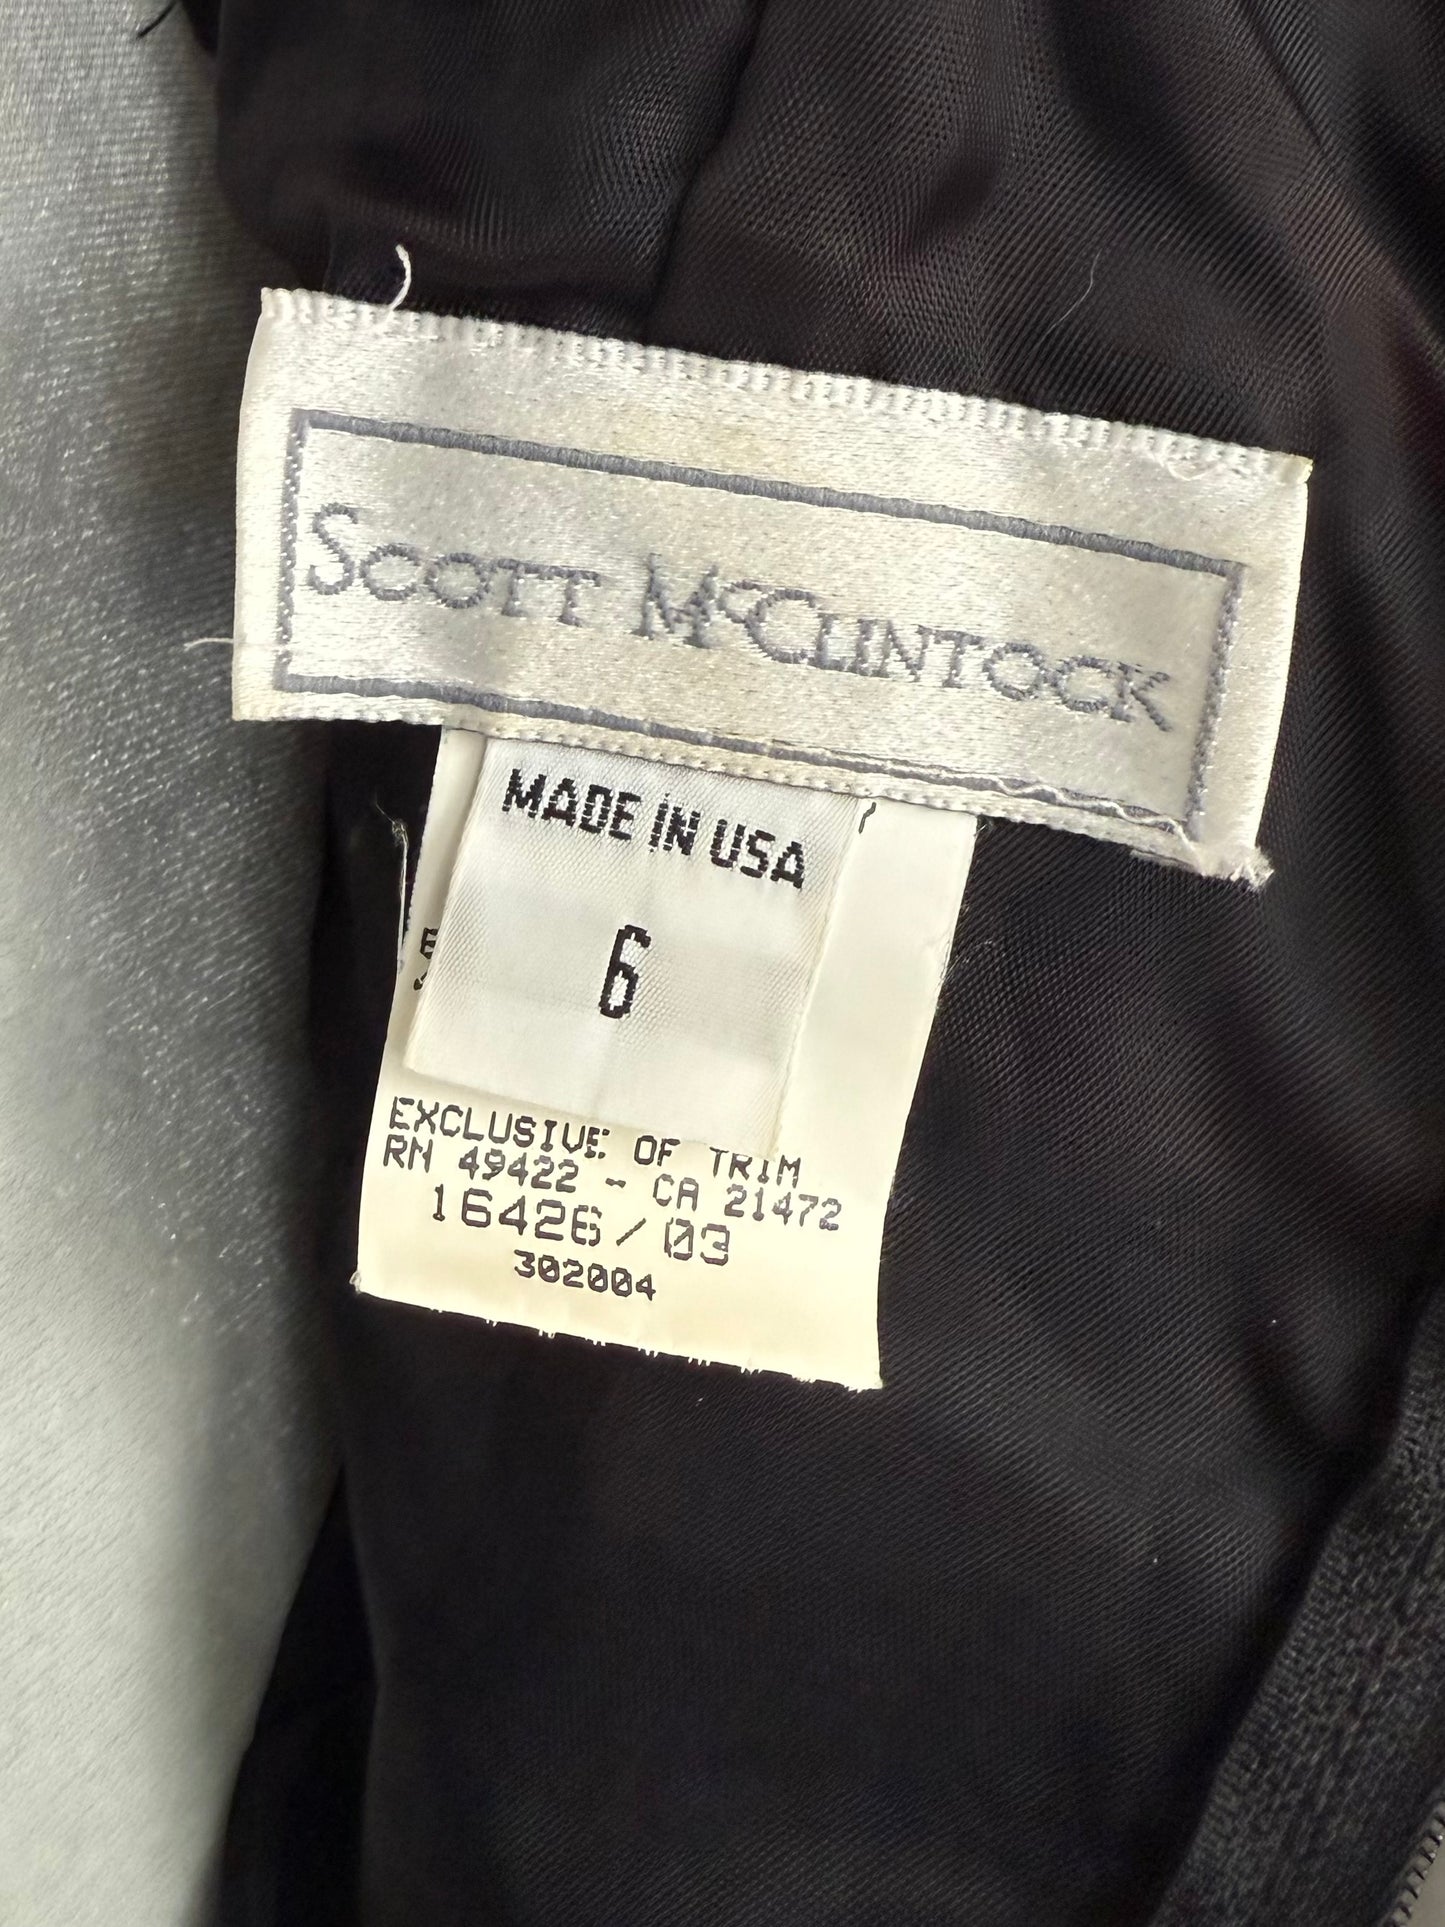 SCOTT McCLINTOCK
MADE IN USA
6
EXCLUSIVE OF TRIM
RN 49422 - CA 21472
16426/03
302004